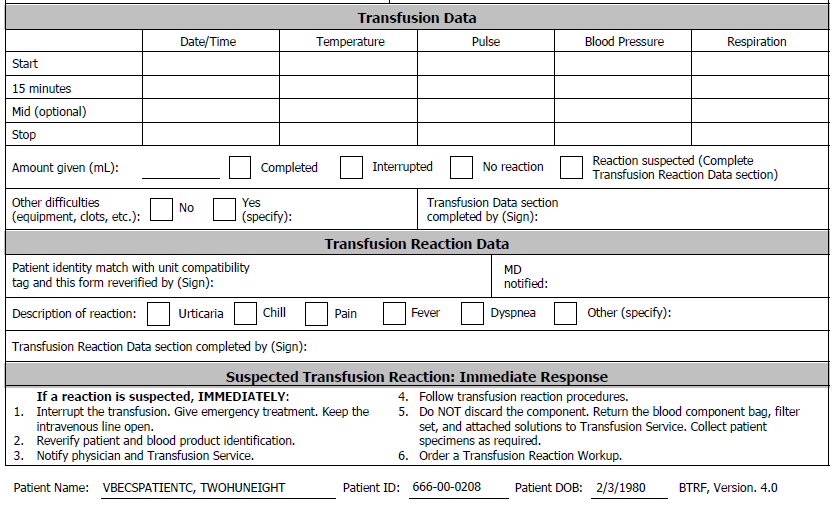 Transfusion Data
Date/Time Temperature Pulse Blood Pressure Respiration
Start
15 minutes
Mid (optional)
Stop
Amount given (mL): Completed Interrupted No reaction Reaction suspected (Complete
Transfusion Reaction Data section)
Other difficulties
(equipment, clots, etc.): No Yes
(specify):
Transfusion Data section
completed by (Sign):
Transfusion Reaction Data
Patient identity match with unit compatibility
tag and this form reverified by (Sign):
MD
notified:
Description of reaction: Urticaria Chill Pain Fever Dyspnea Other (specify):
Transfusion Reaction Data section completed by (Sign):
Suspected Transfusion Reaction: Immediate Response
If a reaction is suspected, IMMEDIATELY:
1. Interrupt the transfusion. Give emergency treatment. Keep the
intravenous line open.
2. Reverify patient and blood product identification.
3. Notify physician and Transfusion Service.
4. Follow transfusion reaction procedures.
5. Do NOT discard the component. Return the blood component bag, filter
set, and attached solutions to Transfusion Service. Collect patient
specimens as required.
6. Order a Transfusion Reaction Workup.
Patient Name: VBECSPATIENTC, TWOHUNEIGHT Patient ID: 666-00-0208 Patient DOB: 2/3/1980 BTRF, Version. 4.0